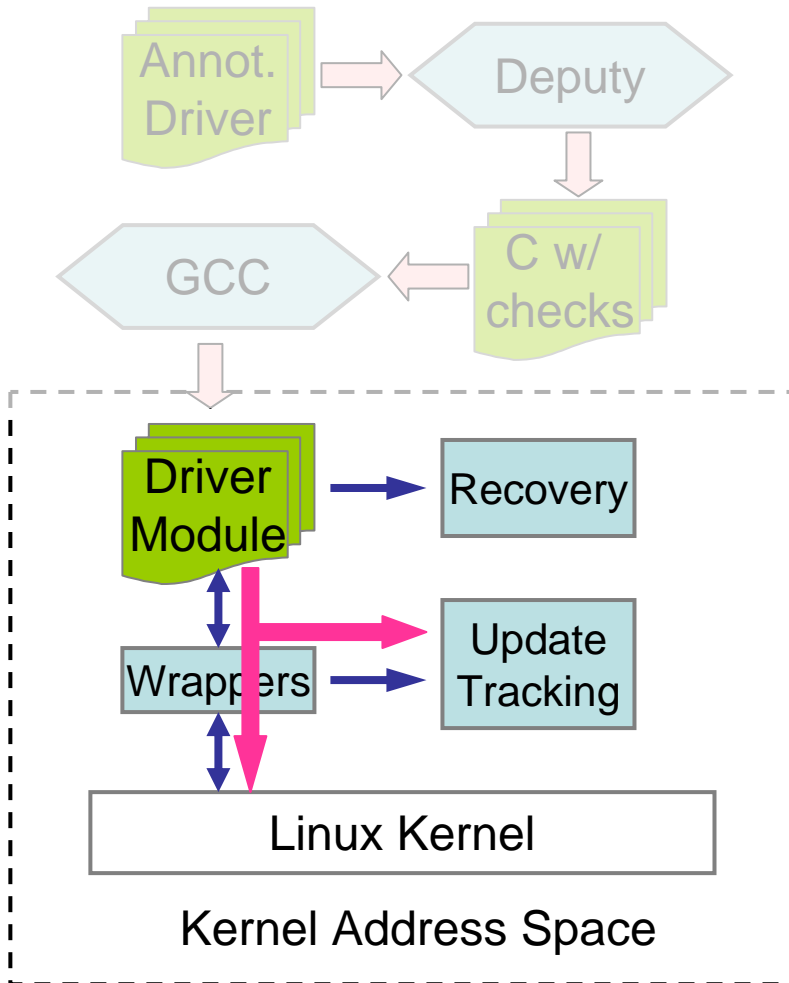 Annot.
Driver
Deputy
GCC
C w/
checks
Driver
Module
Recovery
Wrappers
Update
Tracking
Linux Kernel
Kernel Address Space